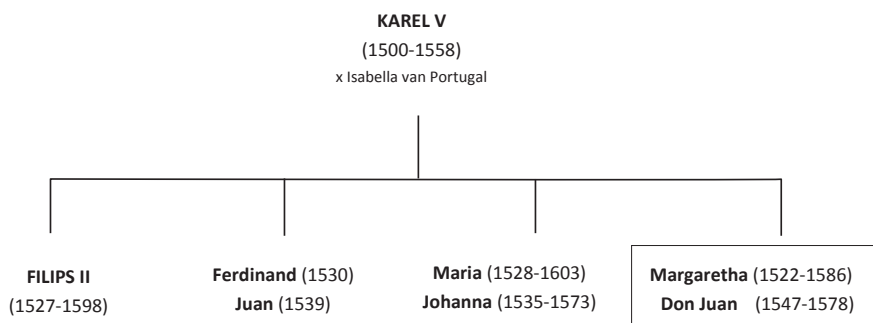 KAREL V
(1500-1558)
x Isabella van Portugal
FILIPS II
(1527-1598)
Ferdinand (1530)
Juan (1539)
Maria (1528-1603)
Johanna (1535-1573)
Margaretha (1522-1586)
Don Juan (1547-1578)